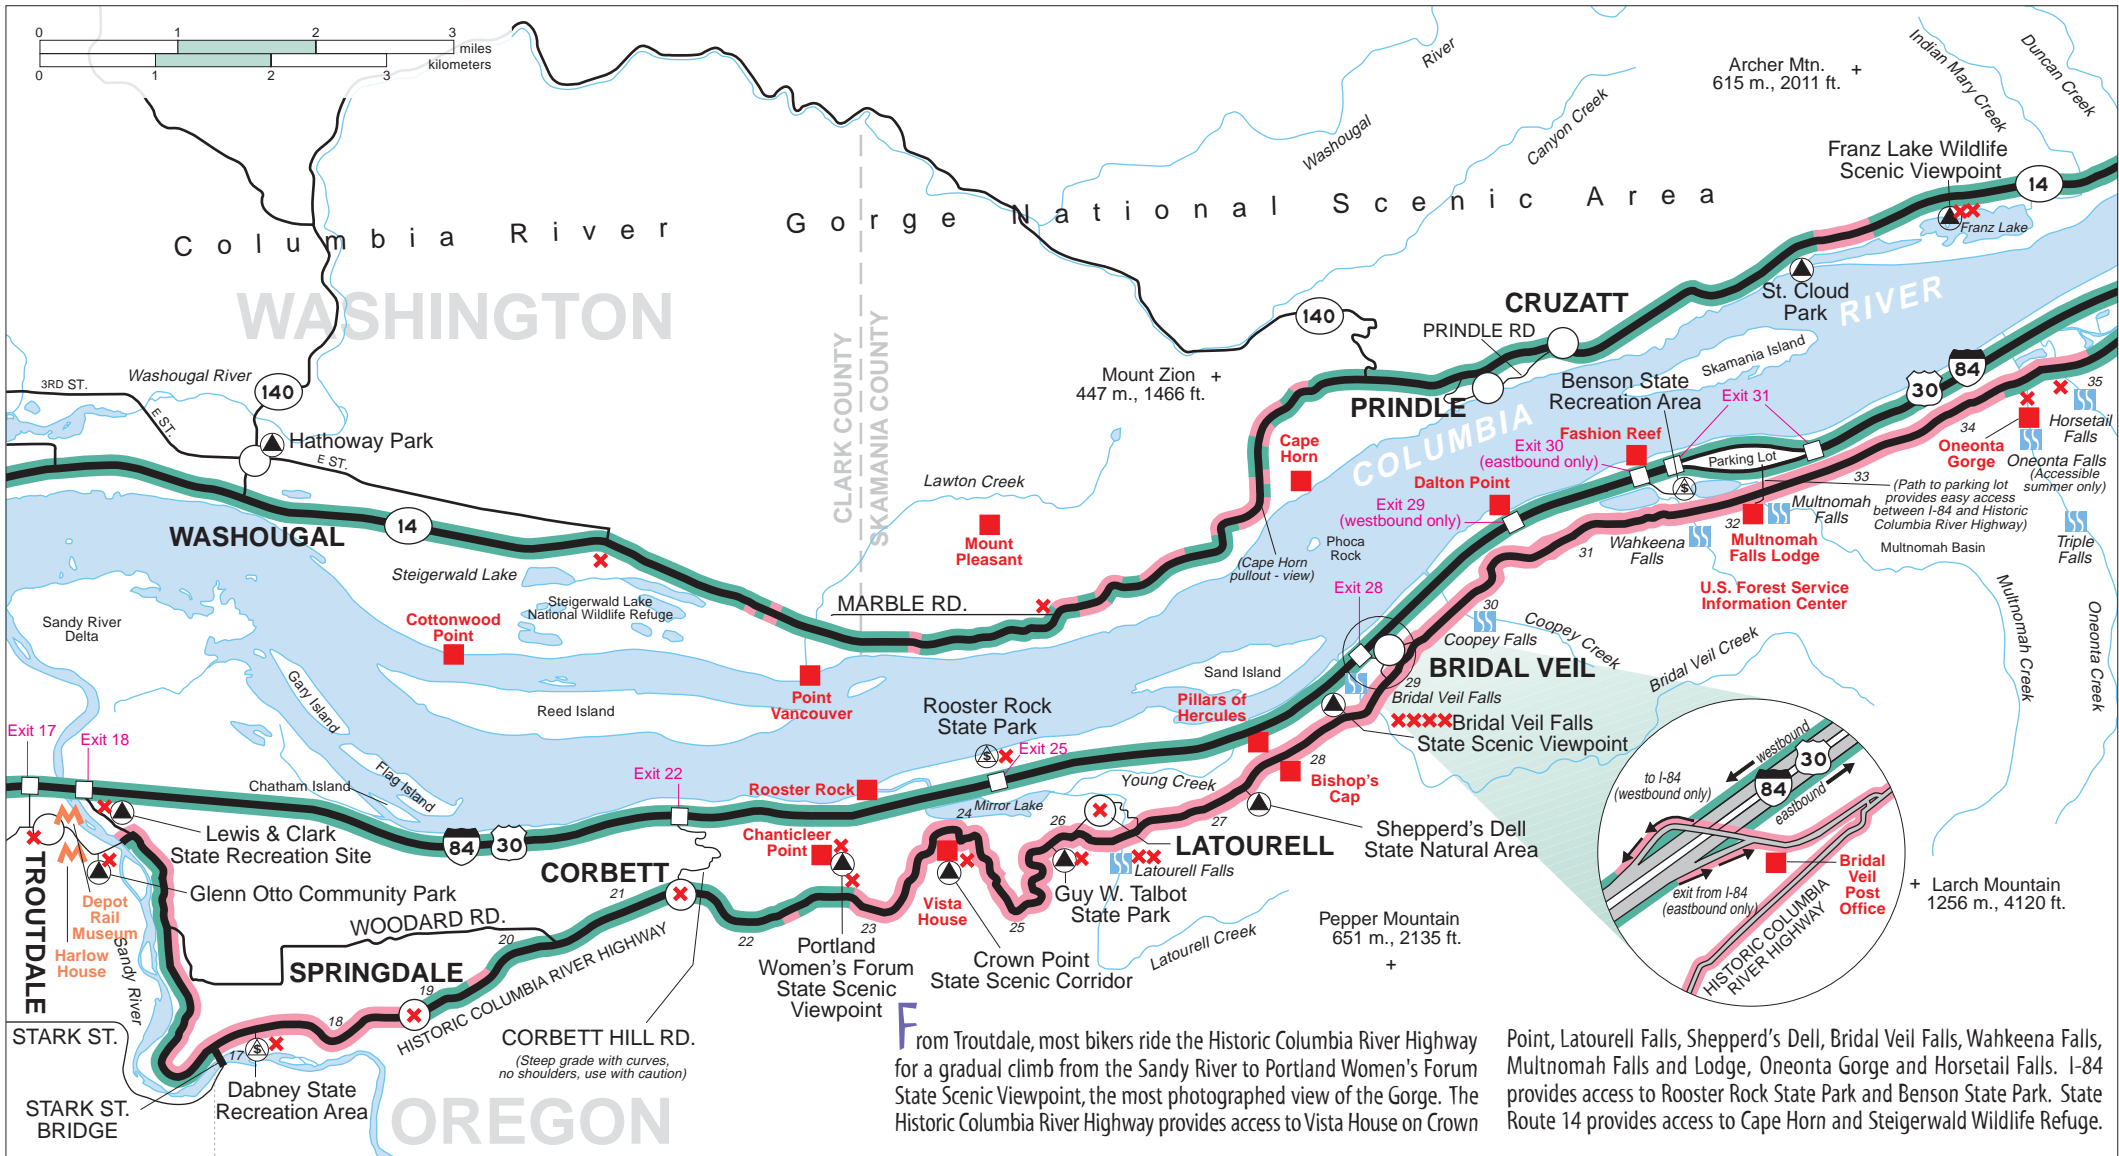 0 1 2 3
miles
kilometers
0 1 2 3
River
Archer Mtn.
615 m., 2011 ft.
Indian Mary Creek
Duncan Creek
Washougal
Canyon Creek
Franz Lake Wildlife
Scenic Viewpoint
14
Franz Lake
Columbia River Gorge National Scenic Area
WASHINGTON
CLARK COUNTY
SKAMANIA COUNTY
St. Cloud
Park
RIVER
CRUZATT
140
PRINDLE RD
Skamania Island
Washougal River
3RD ST.
140
E ST.
Mount Zion
447 m., 1466 ft.
Benson State
Recreation Area
Exit 31
30
84
35
PRINDLE
COLUMBIA
Hathoway Park
E ST.
Cape
Horn
Fashion Reef
Exit 30
(eastbound only)
Parking Lot
34
Horsetail
Falls
Oneonta
Gorge
Oneonta Falls
(Accessible
summer only)
33
(Path to parking lot
provides easy access
between I-84 and Historic
Columbia River Highway)
Lawton Creek
Dalton Point
Exit 29
(westbound only)
$
Multnomah
Falls
32
WASHOUGAL
14
Mount
Pleasant
Phoca
Rock
(Cape Horn
pullout - view)
31
Wahkeena
Falls
Multnomah
Falls Lodge
Multnomah Basin
Triple
Falls
Steigerwald Lake
Steigerwald Lake
National Wildlife Refuge
MARBLE RD.
Exit 28
U.S. Forest Service
Information Center
Multnomah Creek
Oneonta Creek
Sandy River
Delta
Cottonwood
Point
30
Coopey Falls
Coopey Creek
Bridal Veil Creek
Gary Island
Sand Island
BRIDAL VEIL
29
Bridal Veil Falls
Point
Vancouver
Reed Island
Rooster Rock
State Park
$
Exit 25
Pillars of
Hercules
Bridal Veil Falls
State Scenic Viewpoint
Exit 17
Exit 18
Chatham Island
Flag Island
Exit 22
Rooster Rock
Young Creek
Mirror Lake
28
Bishop's
Cap
westbound
30
84
to I-84
(westbound only)
eastbound
Lewis & Clark
State Recreation Site
84
30
24
26
27
Chanticleer
Point
LATOURELL
Shepperd's Dell
State Natural Area
TROUTDALE
CORBETT
Latourell Falls
Glenn Otto Community Park
21
Guy W. Talbot
State Park
exit from I-84
(eastbound only)
Bridal
Veil
Post
Office
Larch Mountain
1256 m., 4120 ft.
Depot
Rail
Museum
WOODARD RD.
Vista
House
Pepper Mountain
651 m., 2135 ft.
HISTORIC COLUMBIA
RIVER HIGHWAY
Harlow
House
Sandy River
20
22
23
25
Latourell Creek
Portland
Women's Forum
State Scenic
Viewpoint
Crown Point
State Scenic Corridor
SPRINGDALE
19
HISTORIC COLUMBIA RIVER HIGHWAY
18
STARK ST.
CORBETT HILL RD.
(Steep grade with curves,
no shoulders, use with caution)
17
$
Dabney State
Recreation Area
STARK ST.
BRIDGE
OREGON
From Troutdale, most bikers ride the Historic Columbia River Highway
for a gradual climb from the Sandy River to Portland Women's Forum
State Scenic Viewpoint, the most photographed view of the Gorge. The
Historic Columbia River Highway provides access to Vista House on Crown
Point, Latourell Falls, Shepperd's Dell, Bridal Veil Falls, Wahkeena Falls,
Multnomah Falls and Lodge, Oneonta Gorge and Horsetail Falls. I-84
provides access to Rooster Rock State Park and Benson State Park. State
Route 14 provides access to Cape Horn and Steigerwald Wildlife Refuge.